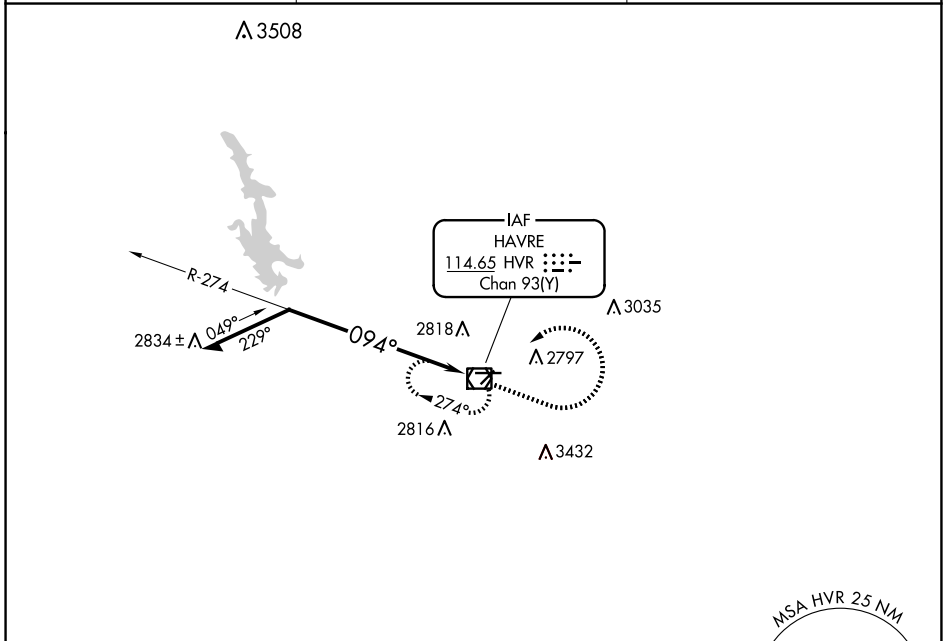 3508
IAF
HAVRE
114.65 HVR
Chan 93(Y)
R-274
3035
2834 ±
049°
229°
094°
2818
2797
274°
2816
3432
MSA HVR 25 NM